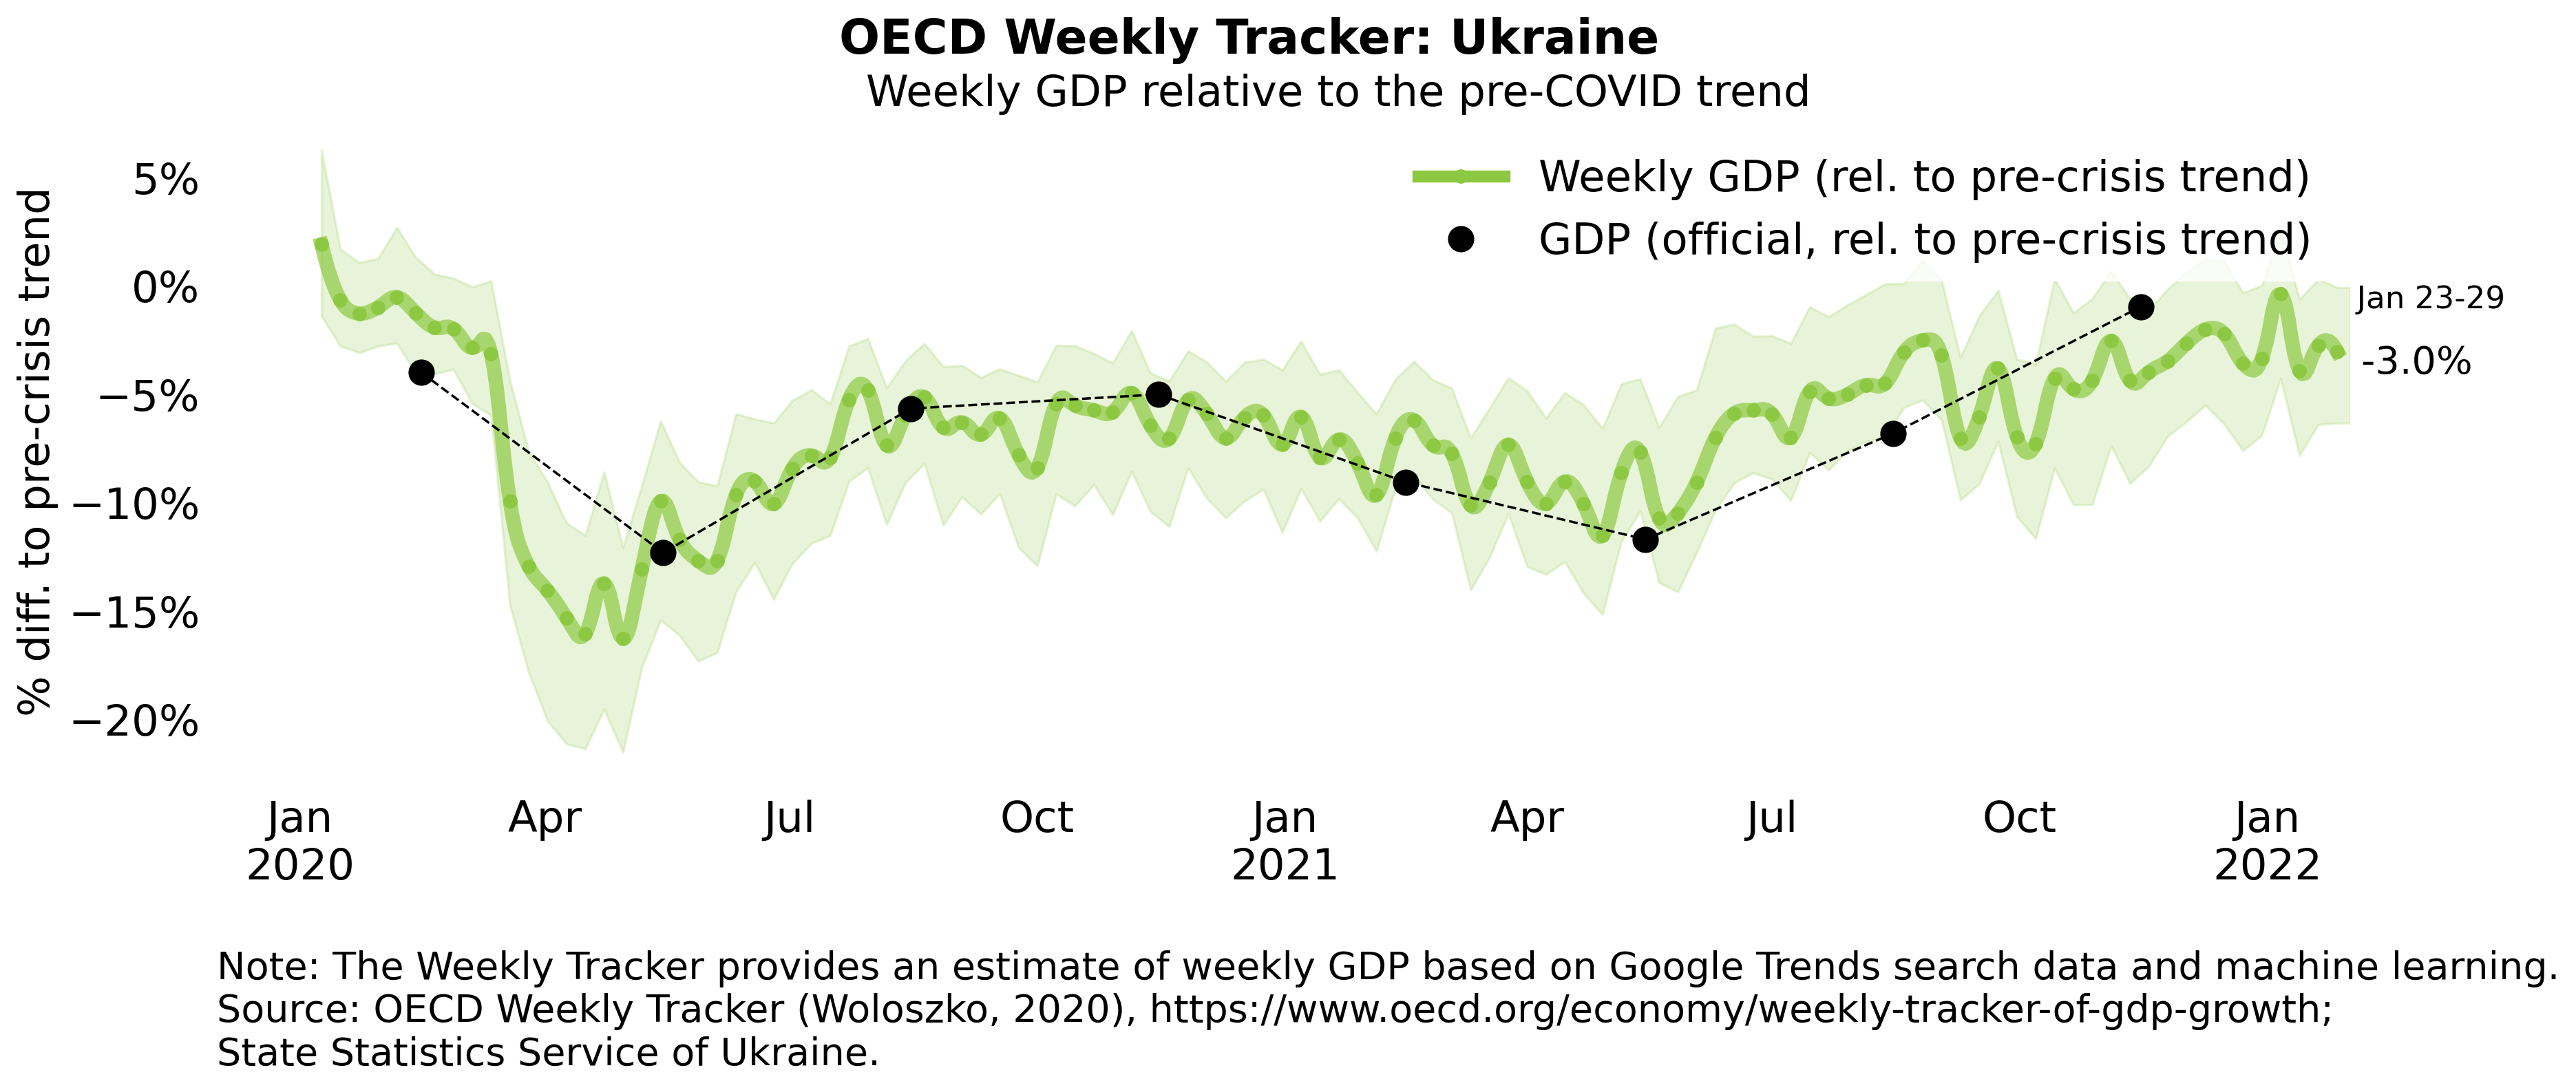 OECD Weekly Tracker: Ukraine
Weekly GDP relative to the pre-COVID trend
% diff. to pre-crisis trend
5%
0%
−5%
−10%
−15%
−20%
Weekly GDP (rel. to pre-crisis trend)
GDP (official, rel. to pre-crisis trend)
Jan 23-29
-3.0%
Jan
2020
Apr
Jul
Oct
Jan
2021
Apr
Jul
Oct
Jan
2022
Note: The Weekly Tracker provides an estimate of weekly GDP based on Google Trends search data and machine learning.
Source: OECD Weekly Tracker (Woloszko, 2020), https://www.oecd.org/economy/weekly-tracker-of-gdp-growth;
State Statistics Service of Ukraine.